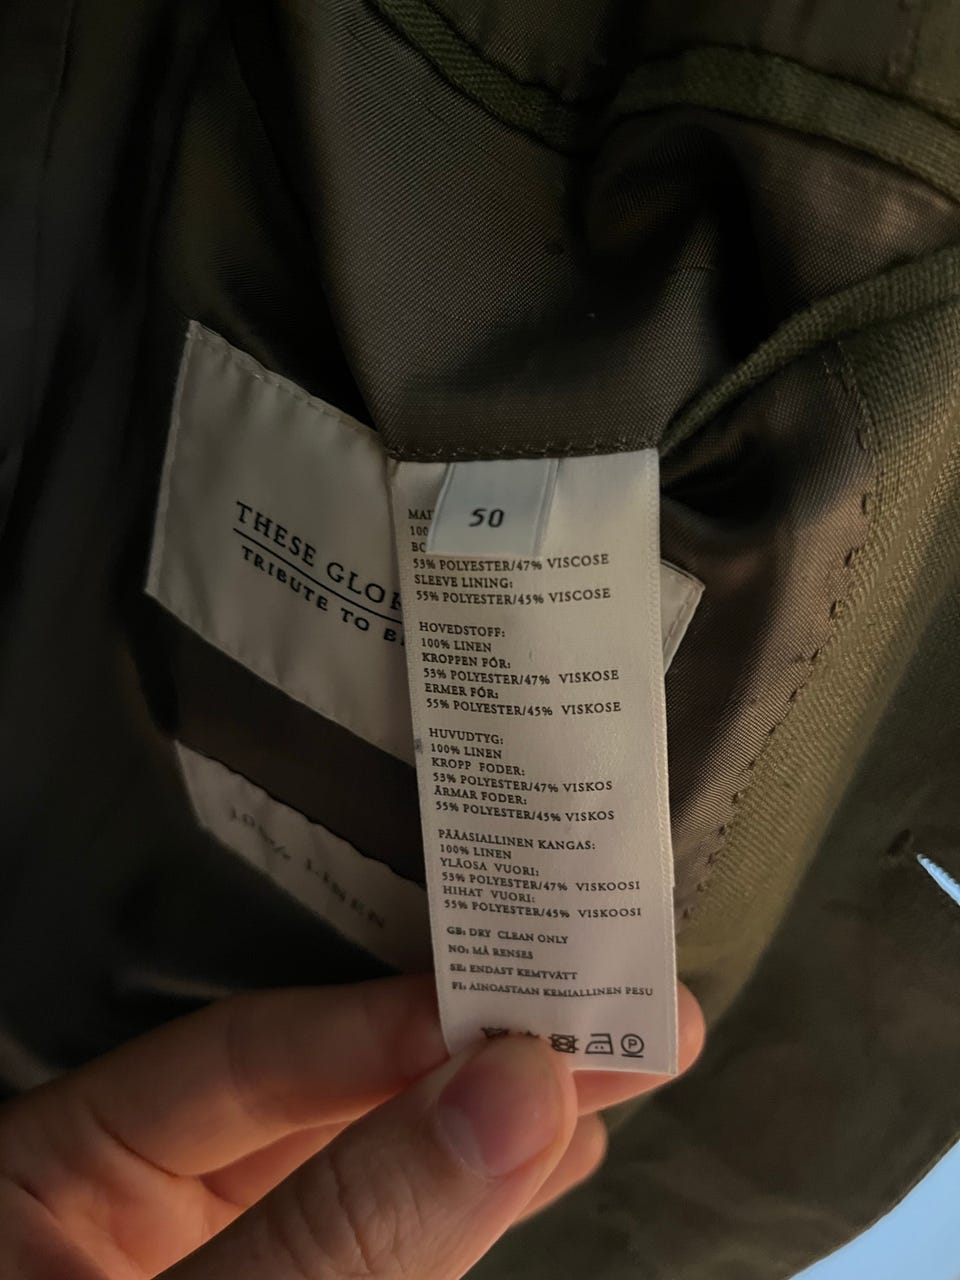 THESE GLOR
TRIBUTE TO B
100% LINEN
50
MAI
100
BO
53% POLYESTER/47% VISCOSE
SLEEVE LINING:
55% POLYESTER/45% VISCOSE
HOVEDSTOFF:
100% LINEN
KROPPEN FÓR:
53% POLYESTER/47% VISKOSE
ERMER FÓR:
55% POLYESTER/45% VISKOSE
HUVUDTYG:
100% LINEN
KROPP FODER:
53% POLYESTER/47% VISKOS
ÄRMAR FODER:
55% POLYESTER/45% VISKOS
PÄÄASIALLINEN KANGAS:
100% LINEN
YLÄOSA VUORI:
53% POLYESTER/47% VISKOOSI
HIHAT VUORI:
55% POLYESTER/45% VISKOOSI
GB: DRY CLEAN ONLY
NO: MÅ RENSES
SE: ENDAST KEMTVÄTT
FI: AINOASTAAN KEMIALLINEN PESU
P